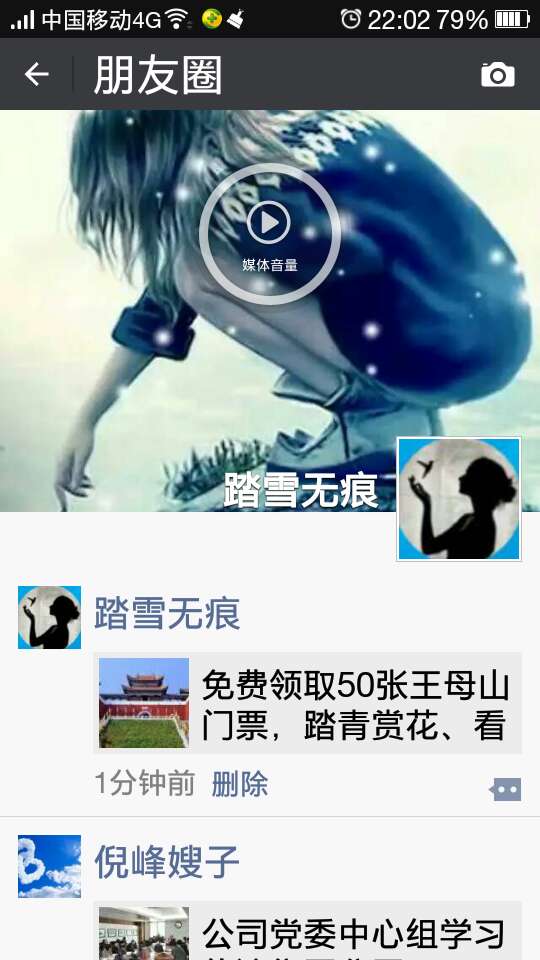 中国移动4G 22:02 79%
朋友圈
媒体音量
踏雪无痕
踏雪无痕
免费领取50张王母山
门票，踏青赏花、看
1分钟前 删除
倪峰嫂子
公司党委中心组学习